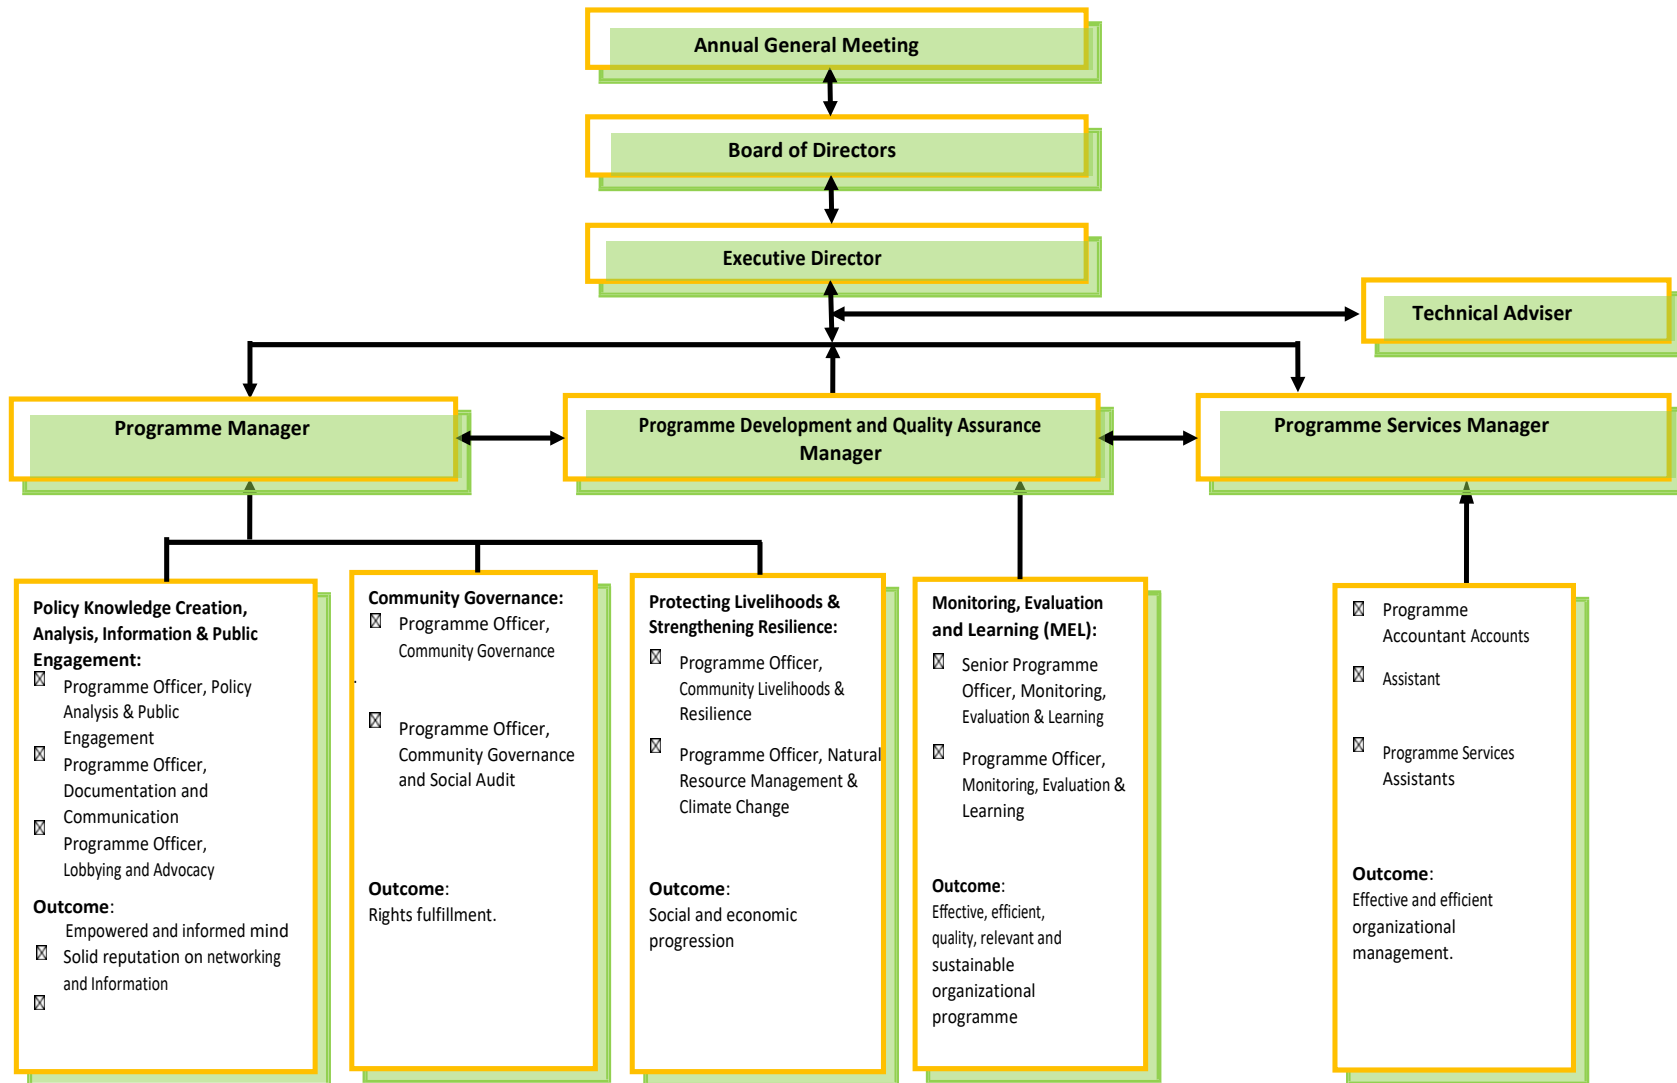 Annual General Meeting
Board of Directors
Executive Director
Technical Adviser
Programme Manager
Programme Development and Quality Assurance
Manager
Programme Services Manager
Policy Knowledge Creation,
Analysis, Information & Public
Engagement:
Programme Officer, Policy
Analysis & Public
Engagement
Programme Officer,
Documentation and
Communication
Programme Officer,
Lobbying and Advocacy
Outcome:
Empowered and informed mind
Solid reputation on networking
and Information
Community Governance:
Programme Officer,
Community Governance
Programme Officer,
Community Governance
and Social Audit
Outcome:
Rights fulfillment.
Protecting Livelihoods &
Strengthening Resilience:
Programme Officer,
Community Livelihoods &
Resilience
Programme Officer, Natural
Resource Management &
Climate Change
Outcome:
Social and economic
progression
Monitoring, Evaluation
and Learning (MEL):
Senior Programme
Officer, Monitoring,
Evaluation & Learning
Programme Officer,
Monitoring, Evaluation &
Learning
Outcome:
Effective, efficient,
quality, relevant and
sustainable
organizational
programme
Programme
Accountant Accounts
Assistant
Programme Services
Assistants
Outcome:
Effective and efficient
organizational
management.